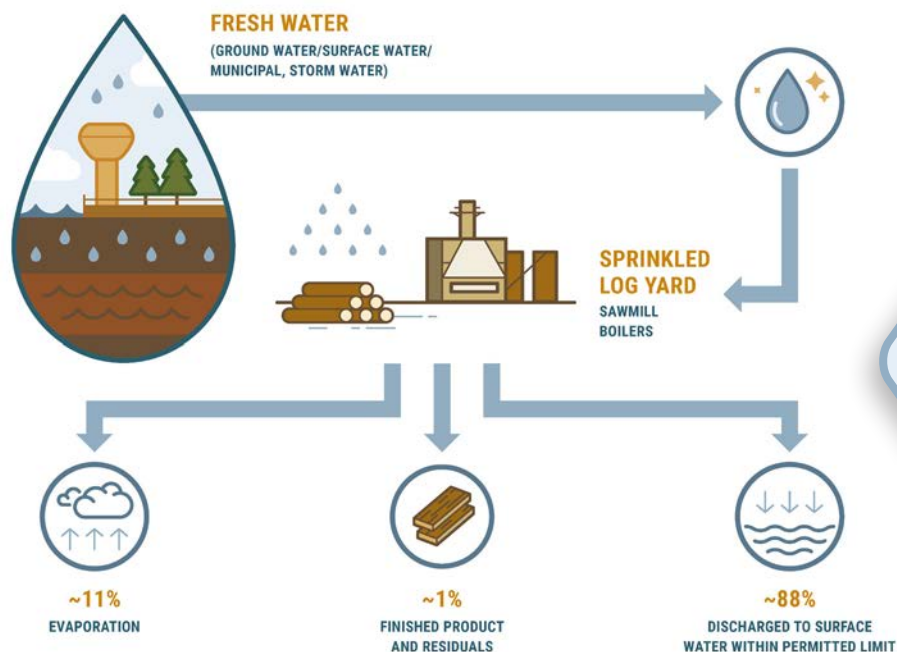 FRESH WATER
(GROUND WATER/SURFACE WATER/
MUNICIPAL, STORM WATER)
SPRINKLED
LOG YARD
SAWMILL
BOILERS
~11%
EVAPORATION
~1%
FINISHED PRODUCT
AND RESIDUALS
~88%
DISCHARGED TO SURFACE
WATER WITHIN PERMITTED LIMIT